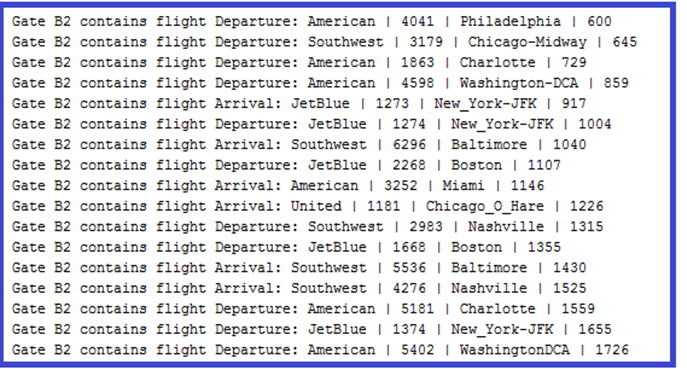 Gate B2 contains flight Departure: American | 4041 | Philadelphia | 600
Gate B2 contains flight Departure: Southwest | 3179 | Chicago-Midway | 645
Gate B2 contains flight Departure: American | 1863 | Charlotte | 729
Gate B2 contains flight Departure: American | 4598 | Washington-DCA | 859
Gate B2 contains flight Arrival: JetBlue | 1273 | New_York-JFK | 917
Gate B2 contains flight Departure: JetBlue | 1274 | New_York-JFK | 1004
Gate B2 contains flight Arrival: Southwest | 6296 | Baltimore | 1040
Gate B2 contains flight Departure: JetBlue | 2268 | Boston | 1107
Gate B2 contains flight Arrival: American | 3252 | Miami | 1146
Gate B2 contains flight Arrival: United | 1181 | Chicago_O_Hare | 1226
Gate B2 contains flight Departure: Southwest | 2983 | Nashville | 1315
Gate B2 contains flight Departure: JetBlue | 1668 | Boston | 1355
Gate B2 contains flight Arrival: Southwest | 5536 | Baltimore | 1430
Gate B2 contains flight Arrival: Southwest | 4276 | Nashville | 1525
Gate B2 contains flight Departure: American | 5181 | Charlotte | 1559
Gate B2 contains flight Departure: JetBlue | 1374 | New_York-JFK | 1655
Gate B2 contains flight Departure: American | 5402 | WashingtonDCA | 1726